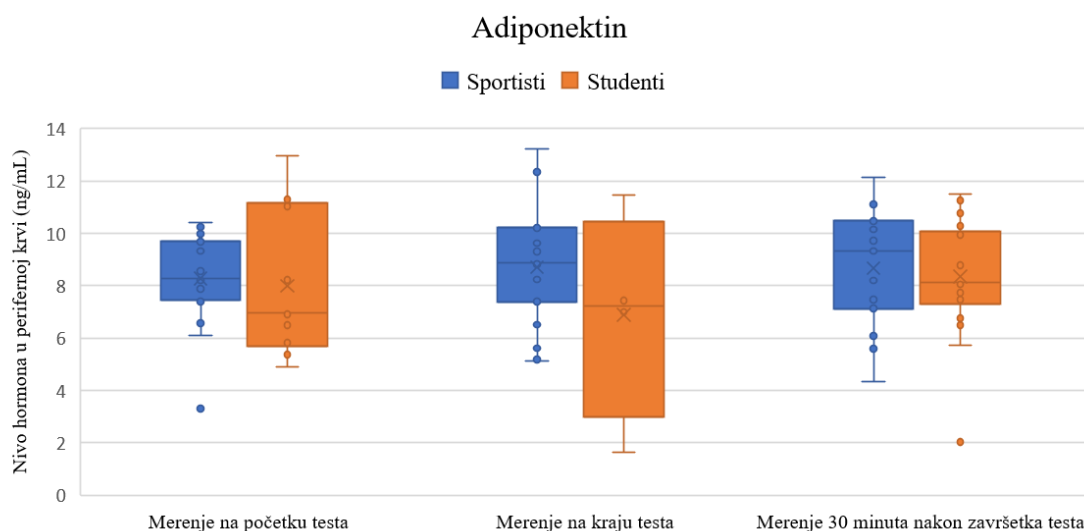 Adiponektin
Sportisti Studenti
Nivo hormona u perifernoj krvi (ng/mL)
14
12
10
8
6
4
2
0
Merenje na početku testa Merenje na kraju testa Merenje 30 minuta nakon završetka testa